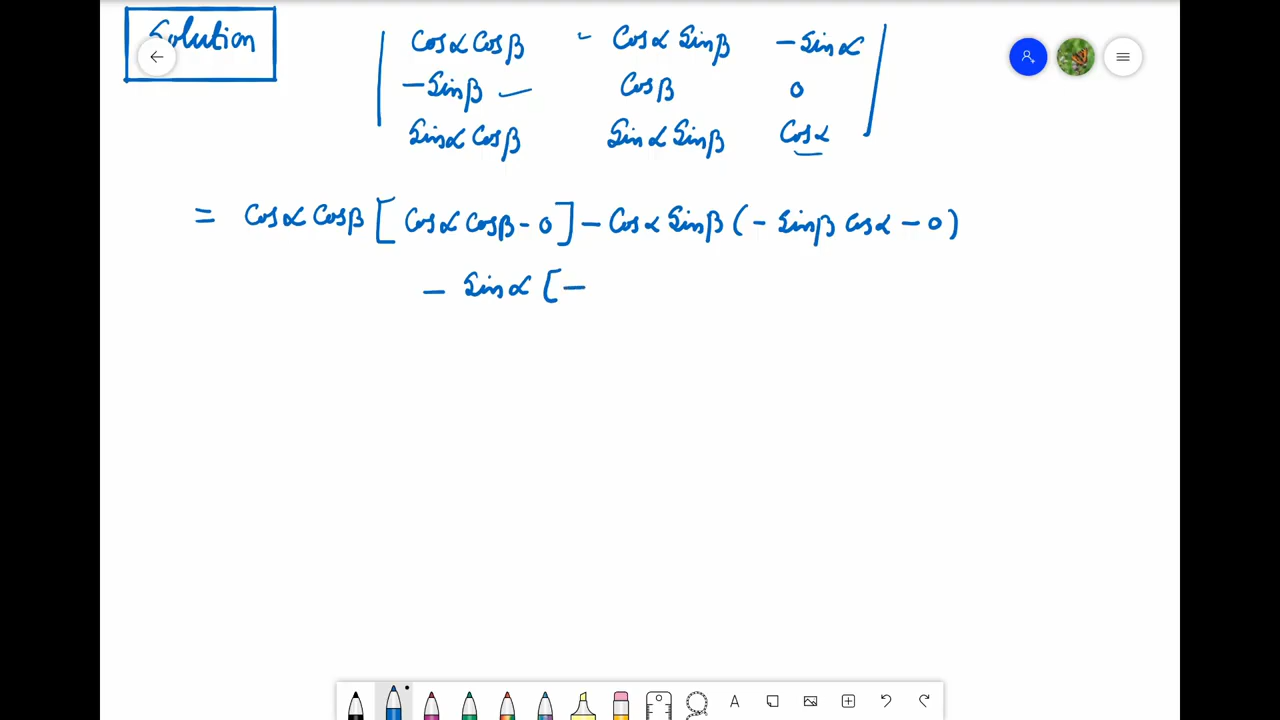 Solution
Cosα Cosβ - Cosα Sinβ -Sinα
-Sinβ Cosβ 0
Sinα Cosβ Sinα Sinβ Cosα
= Cosα Cosβ [Cosα Cosβ - 0] - Cosα Sinβ (- Sinβ Cosα - 0)
- Sinα [-
A